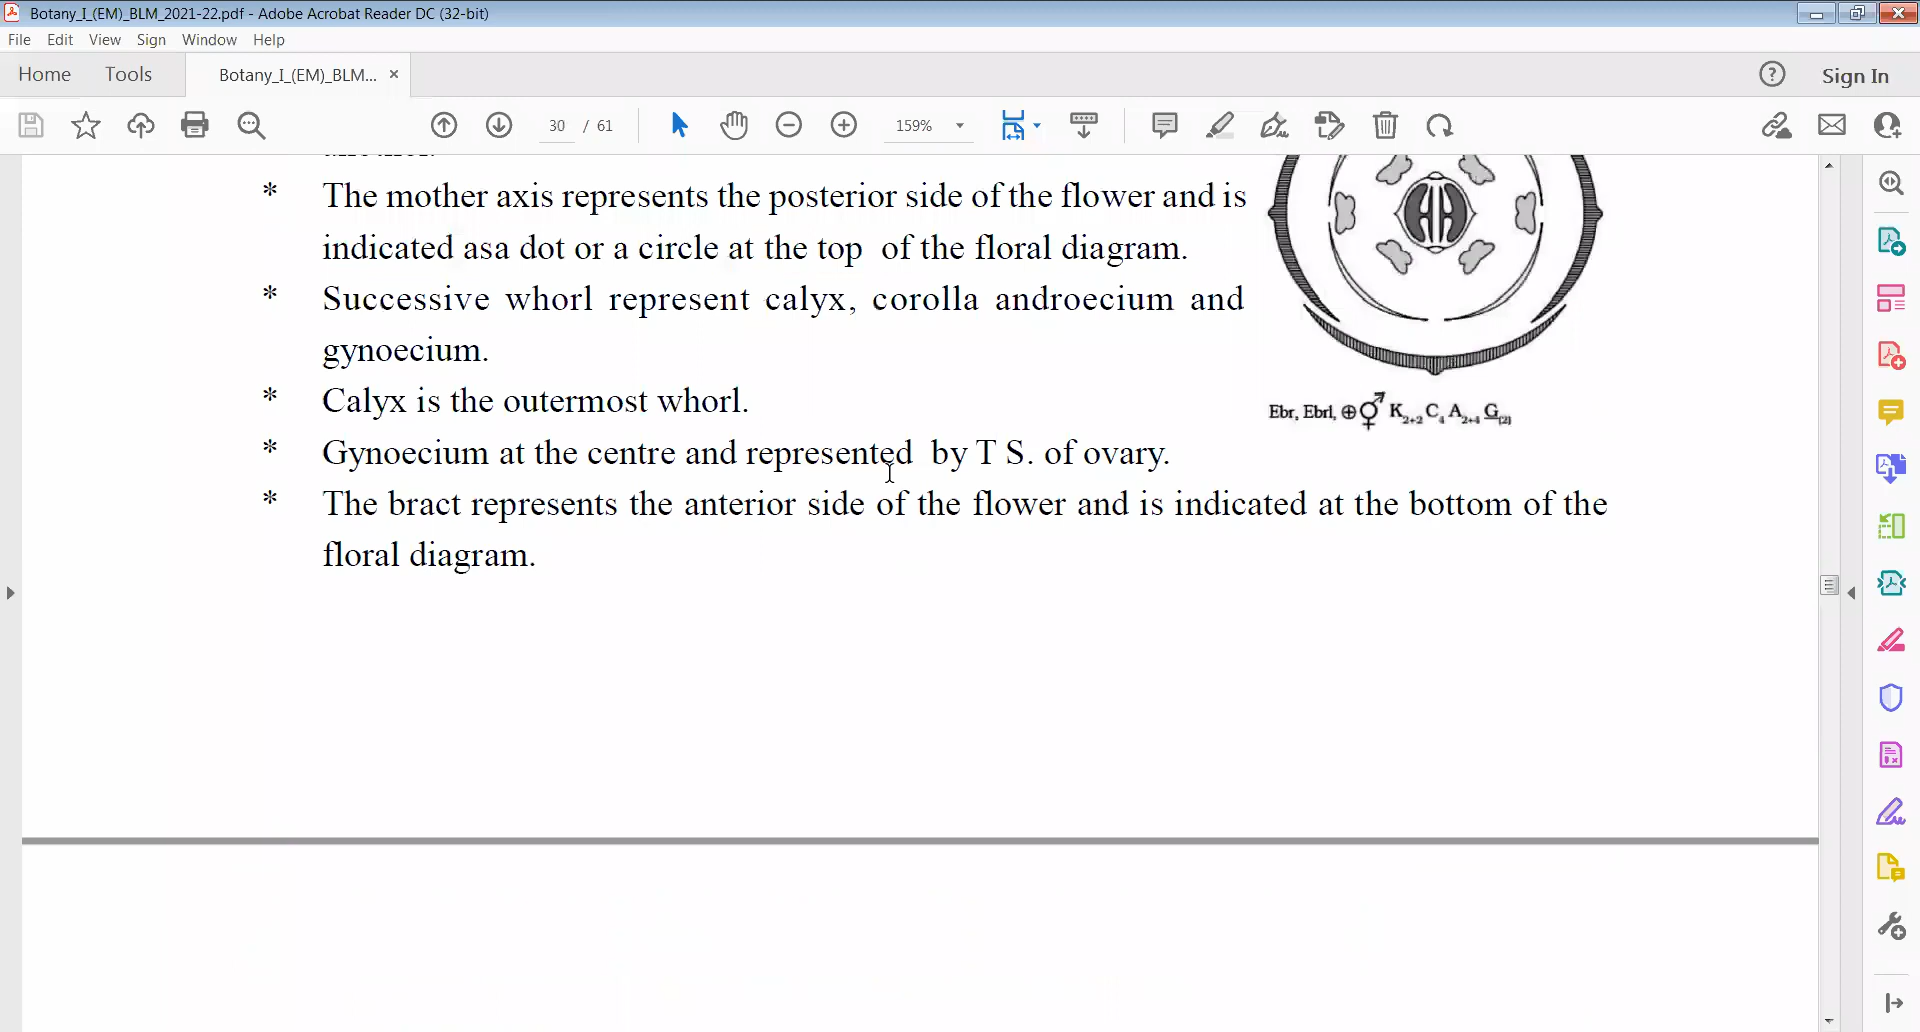 Botany_I_(EM)_BLM_2021-22.pdf - Adobe Acrobat Reader DC (32-bit)
File Edit View Sign Window Help
Home Tools Botany_I_(EM)_BLM... × Sign In
30 / 61 159%
* The mother axis represents the posterior side of the flower and is
indicated asa dot or a circle at the top of the floral diagram.
* Successive whorl represent calyx, corolla androecium and
gynoecium.
* Calyx is the outermost whorl.
Ebr, Ebrl, ⊕ ⚥ K2+2 C4 A2+4 G(2)
* Gynoecium at the centre and represented by T S. of ovary.
* The bract represents the anterior side of the flower and is indicated at the bottom of the
floral diagram.